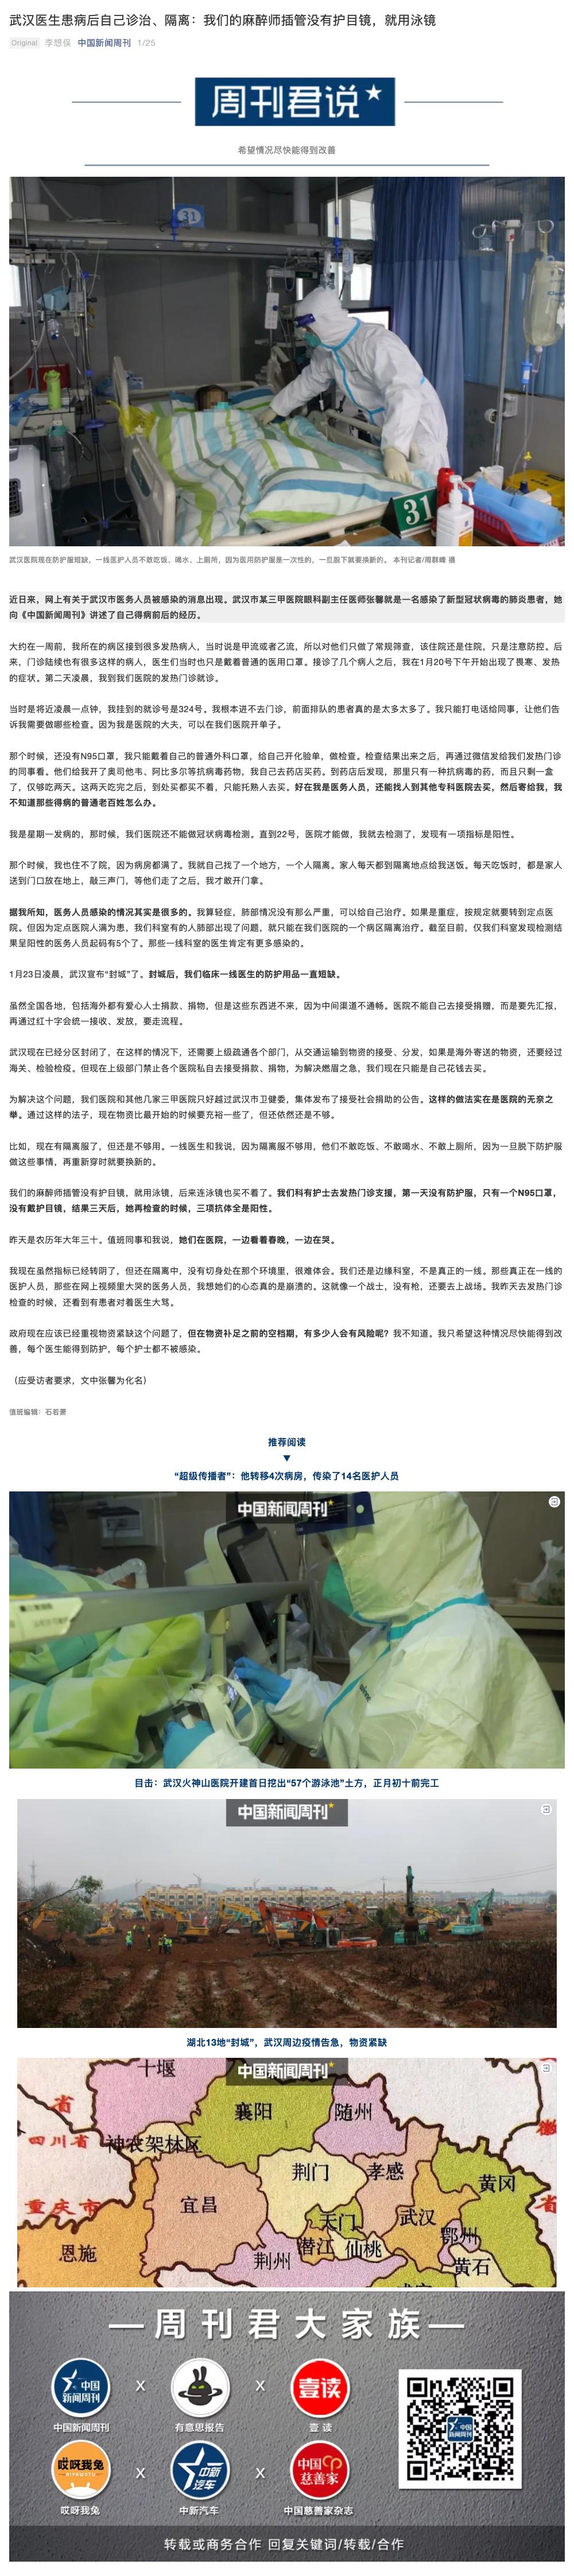 武汉医生患病后自己诊治、隔离：我们的麻醉师插管没有护目镜，就用泳镜
Original 李想俣 中国新闻周刊 1/25
周刊君说
希望情况尽快能得到改善
31
31
武汉医院现在防护服短缺，一线医护人员不敢吃饭、喝水、上厕所，因为医用防护服是一次性的，一旦脱下就要换新的。 本刊记者/周群峰 摄
近日来，网上有关于武汉市医务人员被感染的消息出现。武汉市某三甲医院眼科副主任医师张馨就是一名感染了新型冠状病毒的肺炎患者，她
向《中国新闻周刊》讲述了自己得病前后的经历。
大约在一周前，我所在的病区接到很多发热病人，当时说是甲流或者乙流，所以对他们只做了常规筛查，该住院还是住院，只是注意防控。后
来，门诊陆续也有很多这样的病人，医生们当时也只是戴着普通的医用口罩。接诊了几个病人之后，我在1月20号下午开始出现了畏寒、发热
的症状。第二天凌晨，我到我们医院的发热门诊就诊。
当时是将近凌晨一点钟，我挂到的就诊号是324号。我根本进不去门诊，前面排队的患者真的是太多太多了。我只能打电话给同事，让他们告
诉我需要做哪些检查。因为我是医院的大夫，可以在我们医院开单子。
那个时候，还没有N95口罩，我只能戴着自己的普通外科口罩，给自己开化验单，做检查。检查结果出来之后，再通过微信发给我们发热门诊
的同事看。他们给我开了奥司他韦、阿比多尔等抗病毒药物，我自己去药店买药。到药店后发现，那里只有一种抗病毒的药，而且只剩一盒
了，仅够吃两天。这两天吃完之后，到处买都买不着，只能托熟人去买。好在我是医务人员，还能找人到其他专科医院去买，然后寄给我，我
不知道那些得病的普通老百姓怎么办。
我是星期一发病的，那时候，我们医院还不能做冠状病毒检测。直到22号，医院才能做，我就去检测了，发现有一项指标是阳性。
那个时候，我也住不了院，因为病房都满了。我就自己找了一个地方，一个人隔离。家人每天都到隔离地点给我送饭。每天吃饭时，都是家人
送到门口放在地上，敲三声门，等他们走了之后，我才敢开门拿。
据我所知，医务人员感染的情况其实是很多的。我算轻症，肺部情况没有那么严重，可以给自己治疗。如果是重症，按规定就要转到定点医
院。但因为定点医院人满为患，我们科室有的人肺部出现了问题，就只能在我们医院的一个病区隔离治疗。截至目前，仅我们科室发现检测结
果呈阳性的医务人员起码有5个了。那些一线科室的医生肯定有更多感染的。
1月23日凌晨，武汉宣布“封城”了。封城后，我们临床一线医生的防护用品一直短缺。
虽然全国各地，包括海外都有爱心人士捐款、捐物，但是这些东西进不来，因为中间渠道不通畅。医院不能自己去接受捐赠，而是要先汇报，
再通过红十字会统一接收、发放，要走流程。
武汉现在已经分区封闭了，在这样的情况下，还需要上级疏通各个部门，从交通运输到物资的接受、分发，如果是海外寄送的物资，还要经过
海关、检验检疫。但现在上级部门禁止各个医院私自去接受捐款、捐物，为解决燃眉之急，我们现在只能是自己花钱去买。
为解决这个问题，我们医院和其他几家三甲医院只好越过武汉市卫健委，集体发布了接受社会捐助的公告。这样的做法实在是医院的无奈之
举。通过这样的法子，现在物资比最开始的时候要充裕一些了，但还依然还是不够。
比如，现在有隔离服了，但还是不够用。一线医生和我说，因为隔离服不够用，他们不敢吃饭、不敢喝水、不敢上厕所，因为一旦脱下防护服
做这些事情，再重新穿时就要换新的。
我们的麻醉师插管没有护目镜，就用泳镜，后来连泳镜也买不着了。我们科有护士去发热门诊支援，第一天没有防护服，只有一个N95口罩，
没有戴护目镜，结果三天后，她再检查的时候，三项抗体全是阳性。
昨天是农历年大年三十。值班同事和我说，她们在医院，一边看着春晚，一边在哭。
我现在虽然指标已经转阴了，但还在隔离中，没有切身处在那个环境里，很难体会。我们还是边缘科室，不是真正的一线。那些真正在一线的
医护人员，那些在网上视频里大哭的医务人员，我想她们的心态真的是崩溃的。这就像一个战士，没有枪，还要去上战场。我昨天去发热门诊
检查的时候，还看到有患者对着医生大骂。
政府现在应该已经重视物资紧缺这个问题了，但在物资补足之前的空档期，有多少人会有风险呢？我不知道。我只希望这种情况尽快能得到改
善，每个医生能得到防护，每个护士都不被感染。
（应受访者要求，文中张馨为化名）
值班编辑：石若萧
推荐阅读
▼
“超级传播者”：他转移4次病房，传染了14名医护人员
中国新闻周刊
目击：武汉火神山医院开建首日挖出“57个游泳池”土方，正月初十前完工
中国新闻周刊
湖北13地“封城”，武汉周边疫情告急，物资紧缺
中国新闻周刊
十堰
襄阳
随州
省
四川省
神农架林区
徽
荆门
孝感
黄冈
省
重庆市
宜昌
天门
武汉
鄂州
恩施
潜江
仙桃
荆州
黄石
—周刊君大家族—
中国新闻周刊 X X 壹读
中国新闻周刊 有意思报告 壹读
哎呀我兔 X 中新汽车 X 中国慈善家
哎呀我兔 中新汽车 中国慈善家杂志
转载或商务合作 回复关键词/转载/合作